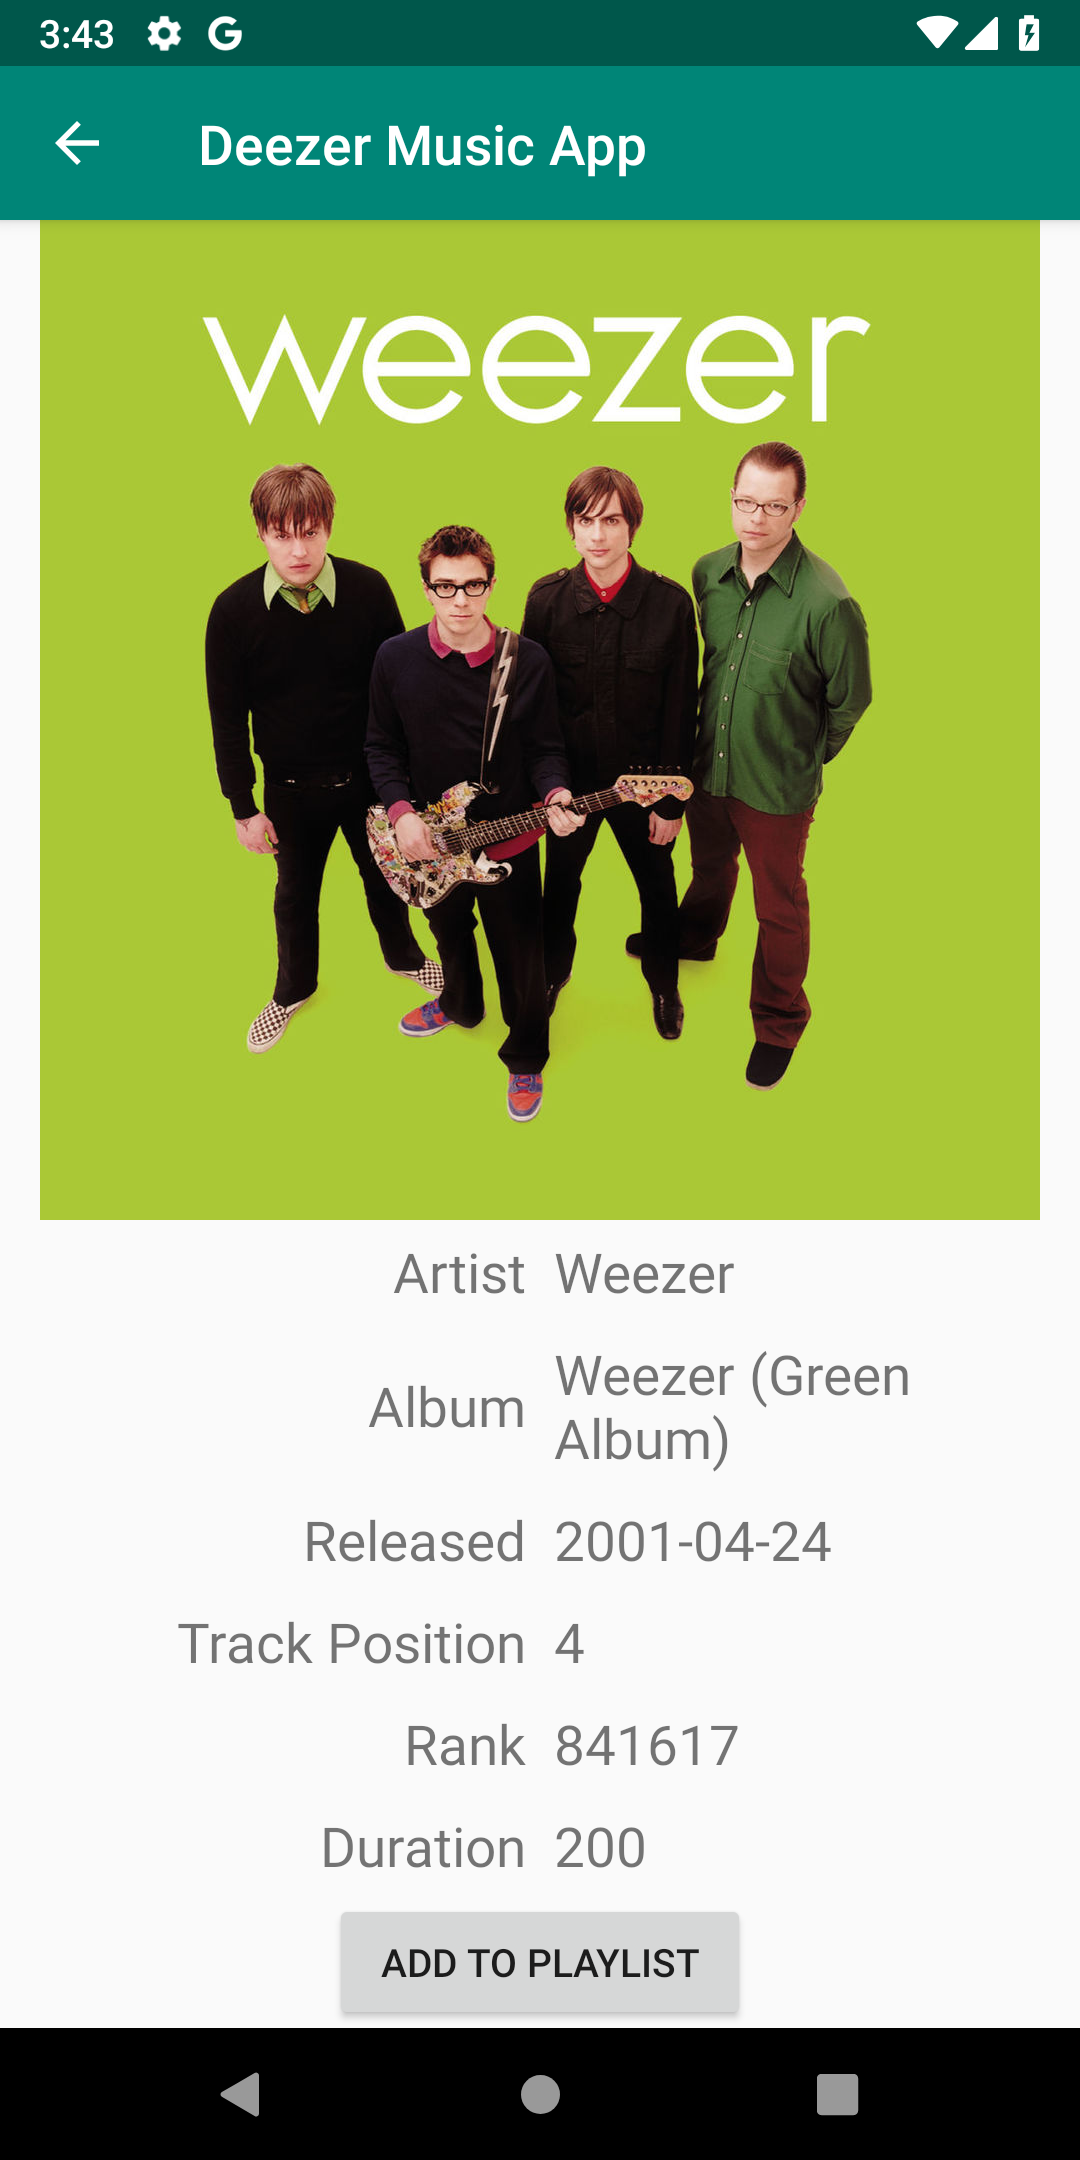 3:43
Deezer Music App
weezer
Artist Weezer
Album Weezer (Green
Album)
Released 2001-04-24
Track Position 4
Rank 841617
Duration 200
ADD TO PLAYLIST